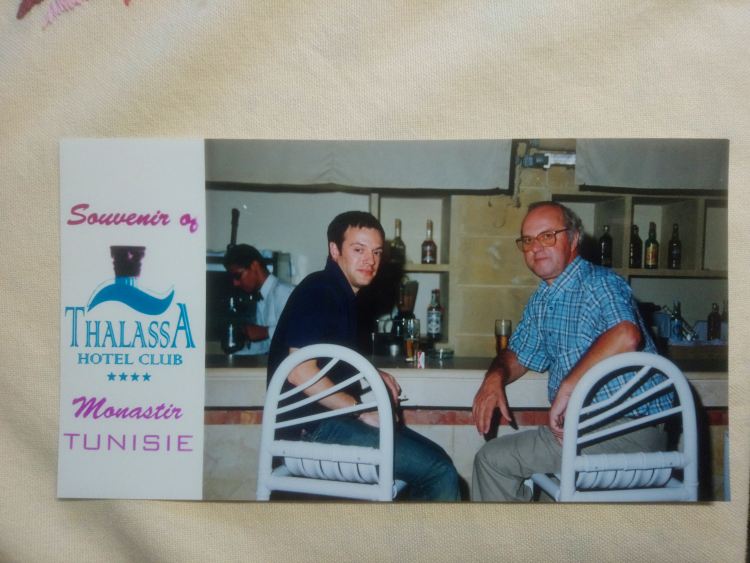 Souvenir of
THALASSA
HOTEL CLUB
★★★★
Monastir
TUNISIE